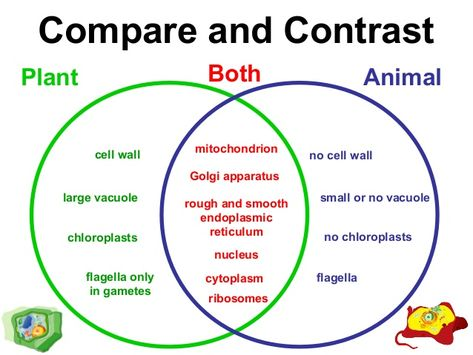 Compare and Contrast
Plant
Both
Animal
cell wall
large vacuole
chloroplasts
flagella only
in gametes
mitochondrion
Golgi apparatus
rough and smooth
endoplasmic
reticulum
nucleus
cytoplasm
ribosomes
no cell wall
small or no vacuole
no chloroplasts
flagella